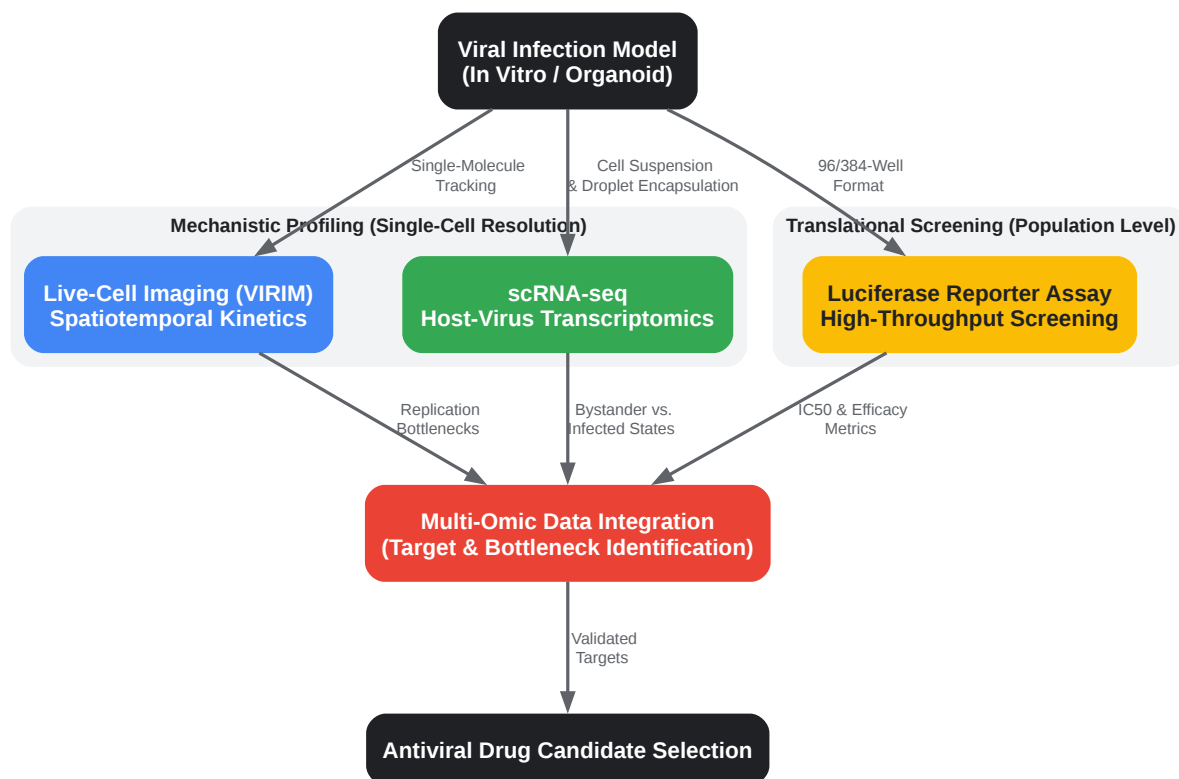 Viral Infection Model
(In Vitro / Organoid)
Single-Molecule
Tracking
Cell Suspension
& Droplet Encapsulation
96/384-Well
Format
Mechanistic Profiling (Single-Cell Resolution)
Translational Screening (Population Level)
Live-Cell Imaging (VIRIM)
Spatiotemporal Kinetics
scRNA-seq
Host-Virus Transcriptomics
Luciferase Reporter Assay
High-Throughput Screening
Replication
Bottlenecks
Bystander vs.
Infected States
IC50 & Efficacy
Metrics
Multi-Omic Data Integration
(Target & Bottleneck Identification)
Validated
Targets
Antiviral Drug Candidate Selection